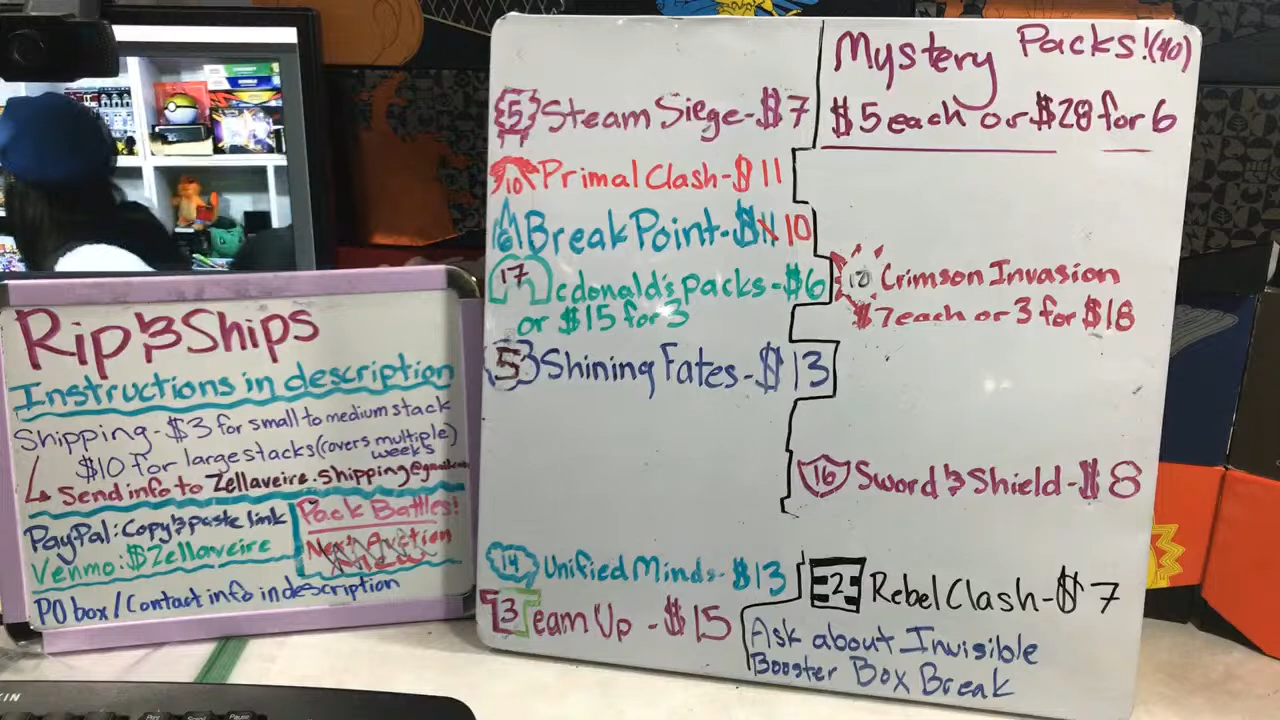 Rip & Ships
Instructions in description
Shipping - $3 for small to medium stack
$10 for large stacks (covers multiple weeks)
Send info to Zellaveire.shipping@gmail
PayPal: Copy & paste link
Venmo: $Zellaveire
Pack Battles!
Next Auction
PO box / Contact info in description
5 Steam Siege - $7
10 Primal Clash - $11
6 Break Point - $11 10
17 Mcdonald's Packs - $6
or $15 for 3
5 Shining Fates - $13
14 Unified Minds - $13
3 Team Up - $15
Mystery Packs! (40)
$5 each or $28 for 6
Crimson Invasion
$7 each or 3 for $18
16 Sword & Shield - $8
2 Rebel Clash - $7
Ask about Invisible
Booster Box Break
Pause